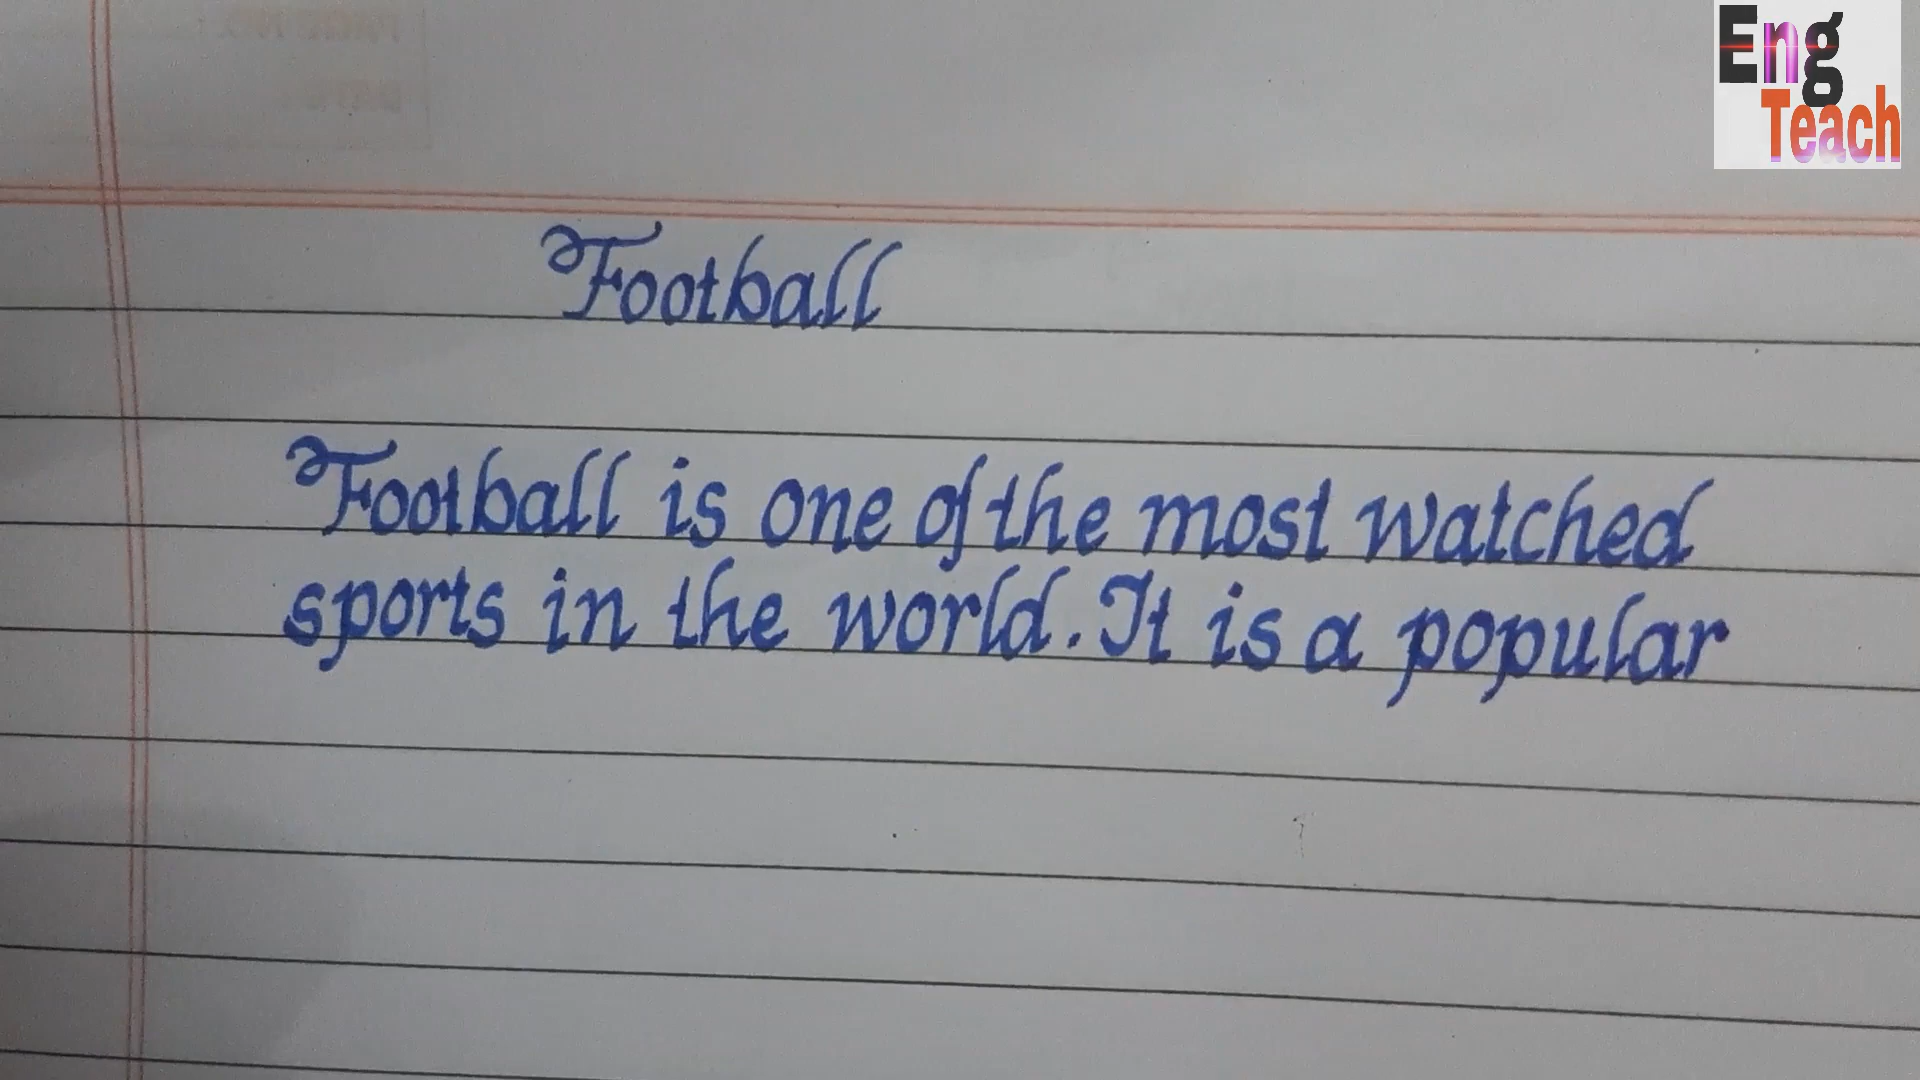 Eng
Teach
Football
Football is one of the most watched
sports in the world. It is a popular